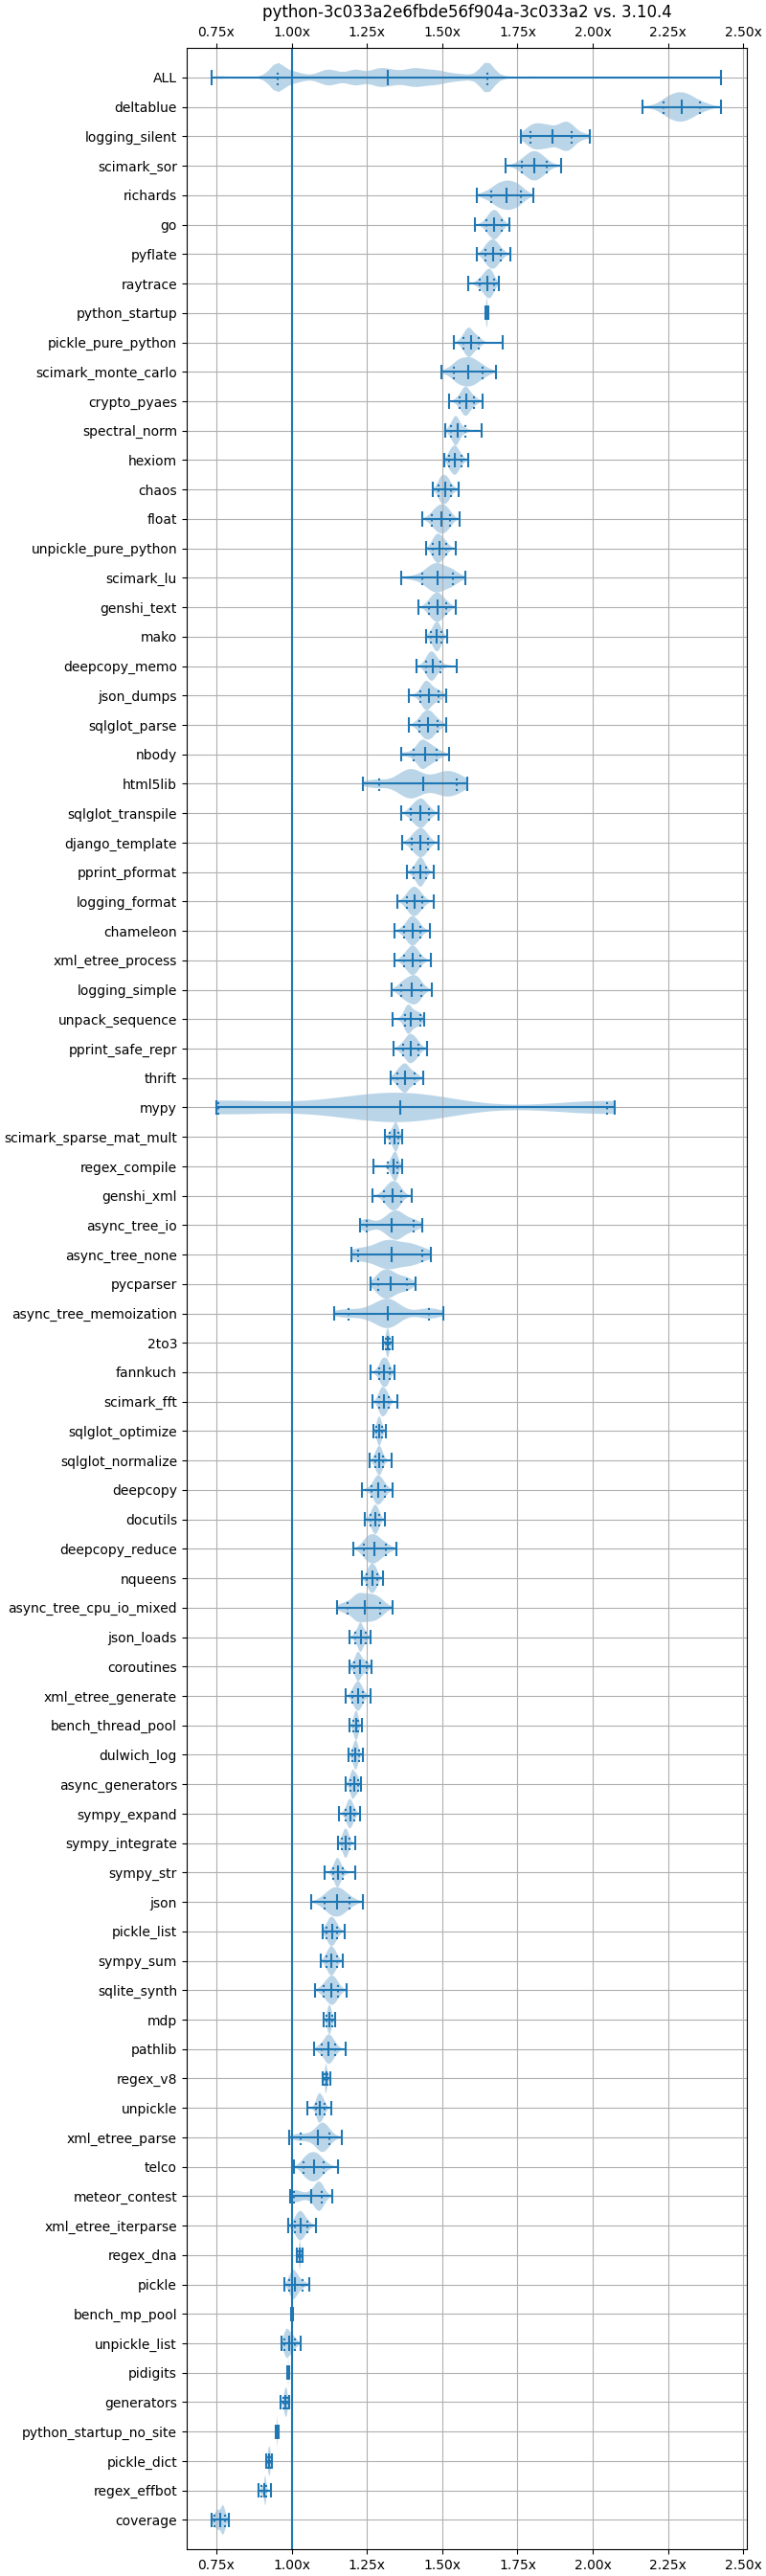 python-3c033a2e6fbde56f904a-3c033a2 vs. 3.10.4
0.75x 1.00x 1.25x 1.50x 1.75x 2.00x 2.25x 2.50x
ALL
deltablue
logging_silent
scimark_sor
richards
go
pyflate
raytrace
python_startup
pickle_pure_python
scimark_monte_carlo
crypto_pyaes
spectral_norm
hexiom
chaos
float
unpickle_pure_python
scimark_lu
genshi_text
mako
deepcopy_memo
json_dumps
sqlglot_parse
nbody
html5lib
sqlglot_transpile
django_template
pprint_pformat
logging_format
chameleon
xml_etree_process
logging_simple
unpack_sequence
pprint_safe_repr
thrift
mypy
scimark_sparse_mat_mult
regex_compile
genshi_xml
async_tree_io
async_tree_none
pycparser
async_tree_memoization
2to3
fannkuch
scimark_fft
sqlglot_optimize
sqlglot_normalize
deepcopy
docutils
deepcopy_reduce
nqueens
async_tree_cpu_io_mixed
json_loads
coroutines
xml_etree_generate
bench_thread_pool
dulwich_log
async_generators
sympy_expand
sympy_integrate
sympy_str
json
pickle_list
sympy_sum
sqlite_synth
mdp
pathlib
regex_v8
unpickle
xml_etree_parse
telco
meteor_contest
xml_etree_iterparse
regex_dna
pickle
bench_mp_pool
unpickle_list
pidigits
generators
python_startup_no_site
pickle_dict
regex_effbot
coverage
0.75x 1.00x 1.25x 1.50x 1.75x 2.00x 2.25x 2.50x